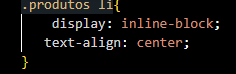 .produtos li{
display: inline-block;
text-align: center;
}